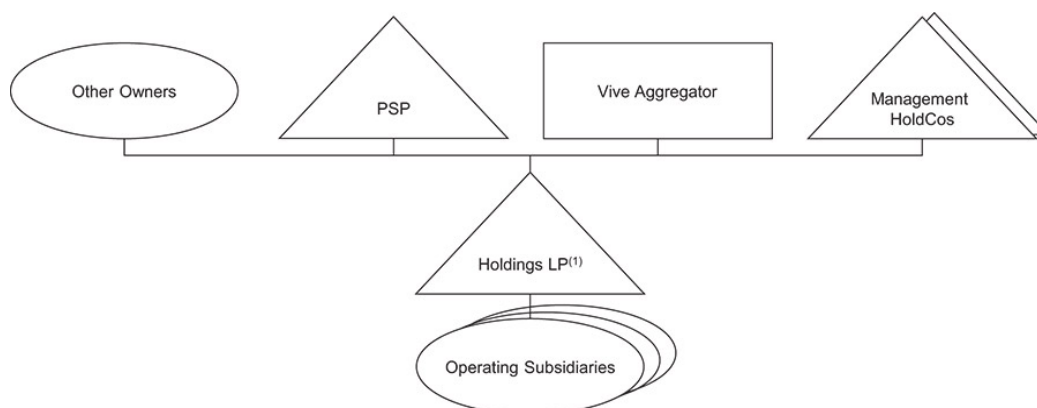 Other Owners
PSP
Vive Aggregator
Management
HoldCos
Holdings LP(1)
Operating Subsidiaries